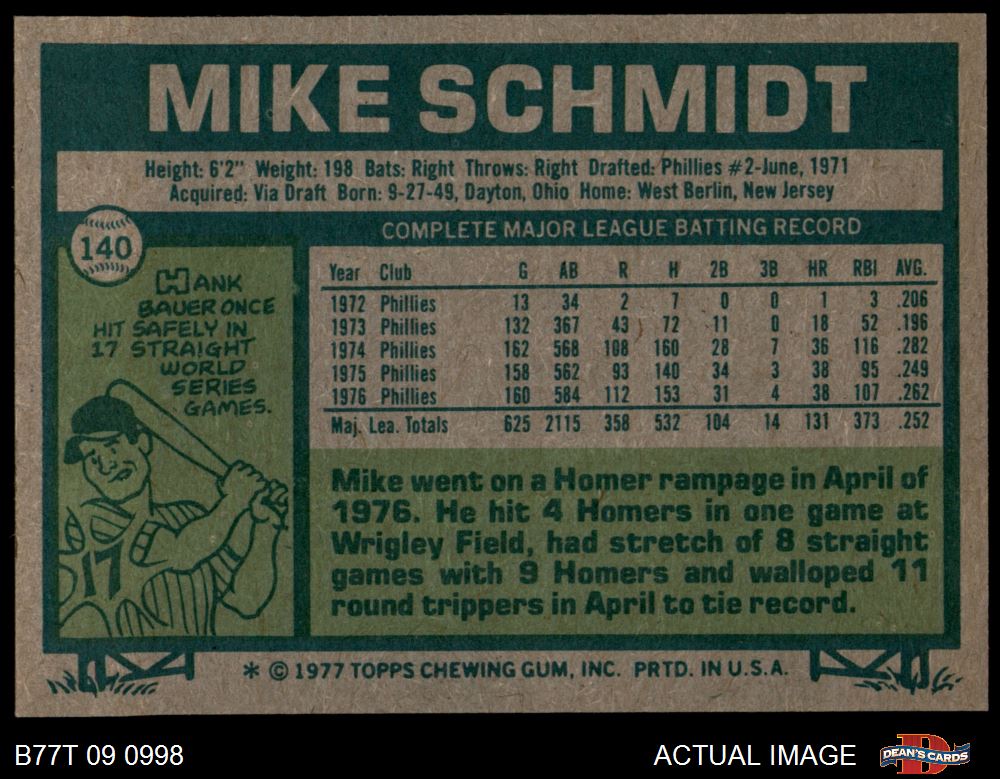 MIKE SCHMIDT
Height: 6'2" Weight: 198 Bats: Right Throws: Right Drafted: Phillies #2-June, 1971
Acquired: Via Draft Born: 9-27-49, Dayton, Ohio Home: West Berlin, New Jersey
140
HANK
BAUER ONCE
HIT SAFELY IN
17 STRAIGHT
WORLD
SERIES
GAMES.
17
COMPLETE MAJOR LEAGUE BATTING RECORD
Year Club G AB R H 2B 3B HR RBI AVG.
1972 Phillies 13 34 2 7 0 0 1 3 .206
1973 Phillies 132 367 43 72 11 0 18 52 .196
1974 Phillies 162 568 108 160 28 7 36 116 .282
1975 Phillies 158 562 93 140 34 3 38 95 .249
1976 Phillies 160 584 112 153 31 4 38 107 .262
Maj. Lea. Totals 625 2115 358 532 104 14 131 373 .252
Mike went on a Homer rampage in April of
1976. He hit 4 Homers in one game at
Wrigley Field, had stretch of 8 straight
games with 9 Homers and walloped 11
round trippers in April to tie record.
* © 1977 TOPPS CHEWING GUM, INC. PRTD. IN U.S.A.
B77T 09 0998
ACTUAL IMAGE
D
DEAN'S CARDS